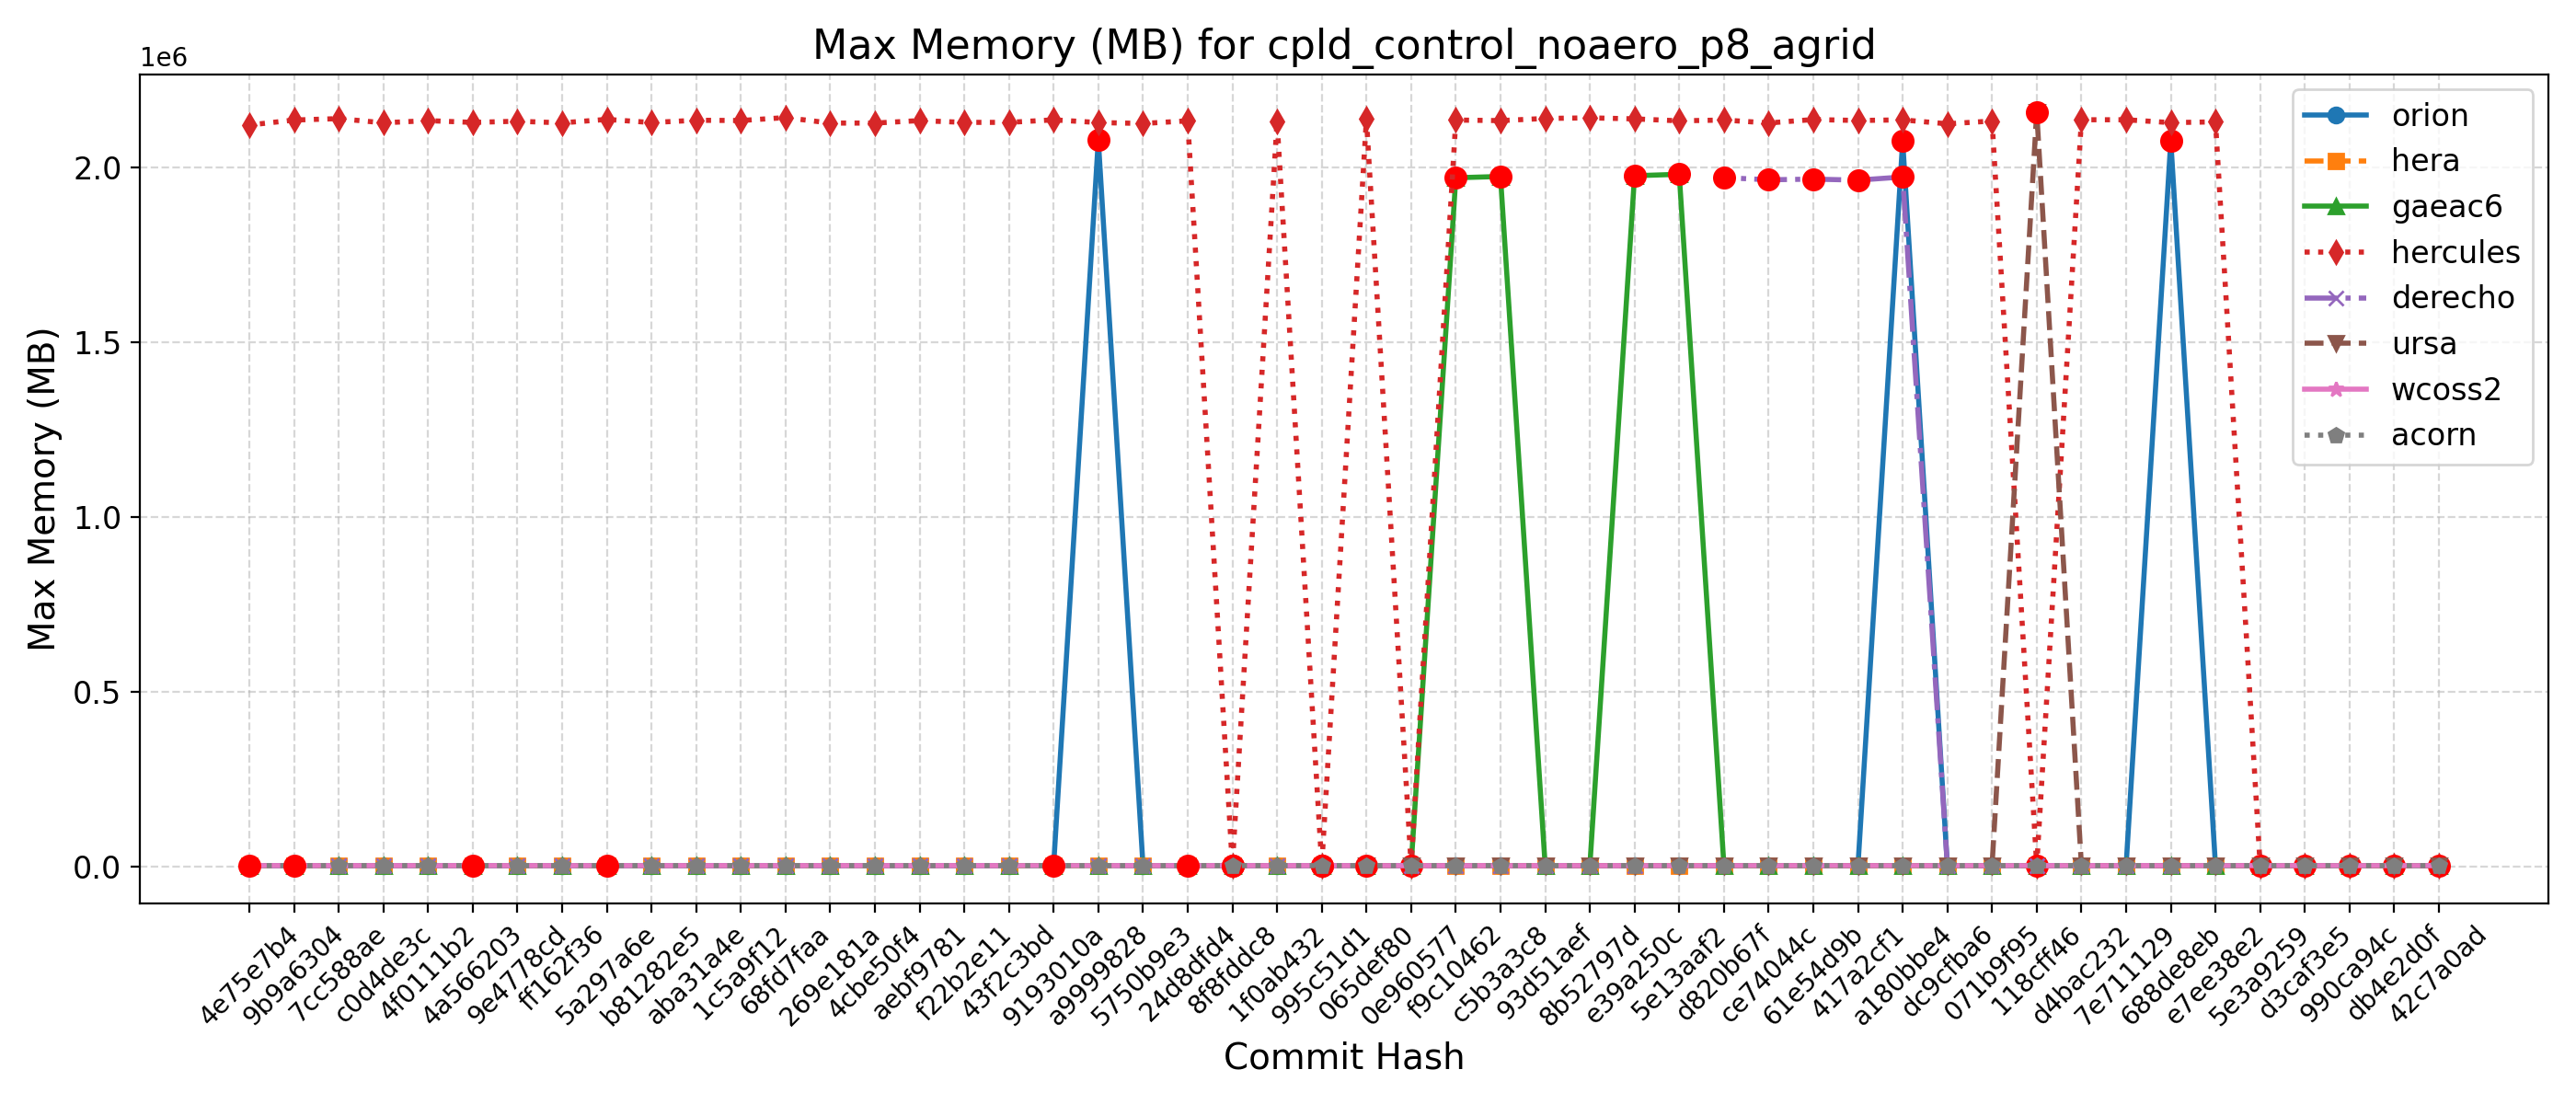 Max Memory (MB) for cpld_control_noaero_p8_agrid
1e6
Max Memory (MB)
2.0
1.5
1.0
0.5
0.0
orion
hera
gaeac6
hercules
derecho
ursa
wcoss2
acorn
4e75e7b4
9b9a6304
7cc588ae
c0d4de3c
4f0111b2
4a566203
9e4778cd
ff162f36
5a297a6e
b81282e5
aba31a4e
1c5a9f12
68fd7faa
269e181a
4cbe50f4
aebf9781
f22b2e11
43f2c3bd
9193010a
a9999828
5750b9e3
24d8dfd4
8f8fddc8
1f0ab432
995c51d1
065def80
0e960577
f9c10462
c5b3a3c8
93d51aef
8b52797d
e39a250c
5e13aaf2
d820b67f
ce74044c
61e54d9b
417a2cf1
a180bbe4
dc9cfba6
071b9f95
118cff46
d4bac232
7e711129
688de8eb
e7ee38e2
5e3a9259
d3caf3e5
990ca94c
db4e2d0f
42c7a0ad
Commit Hash